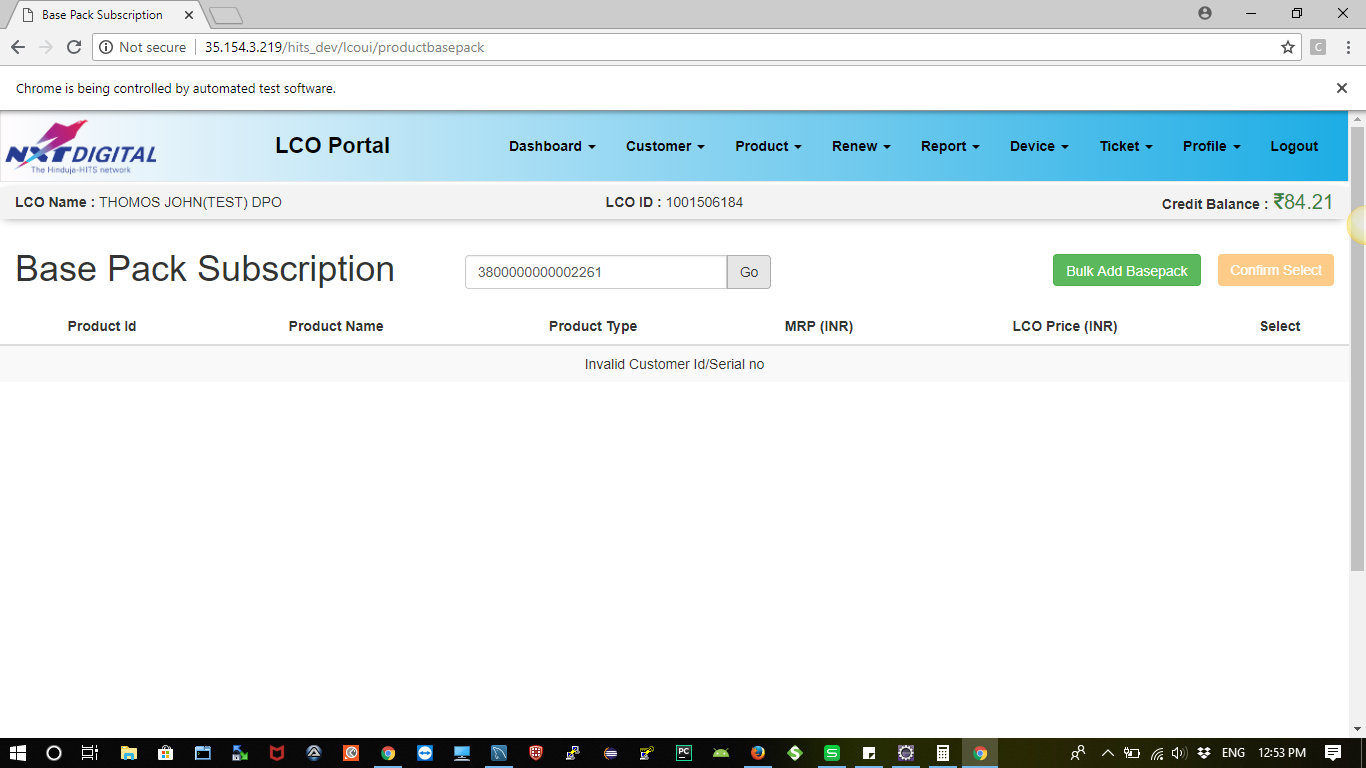 Base Pack Subscription
Not secure 35.154.3.219/hits_dev/lcoui/productbasepack C
Chrome is being controlled by automated test software.
NXTDIGITAL
The Hinduja-HITS network
LCO Portal Dashboard Customer Product Renew Report Device Ticket Profile Logout
LCO Name : THOMOS JOHN(TEST) DPO LCO ID : 1001506184 Credit Balance : ₹84.21
Base Pack Subscription 3800000000002261 Go Bulk Add Basepack Confirm Select
Product Id Product Name Product Type MRP (INR) LCO Price (INR) Select
Invalid Customer Id/Serial no
PC S ENG 12:53 PM